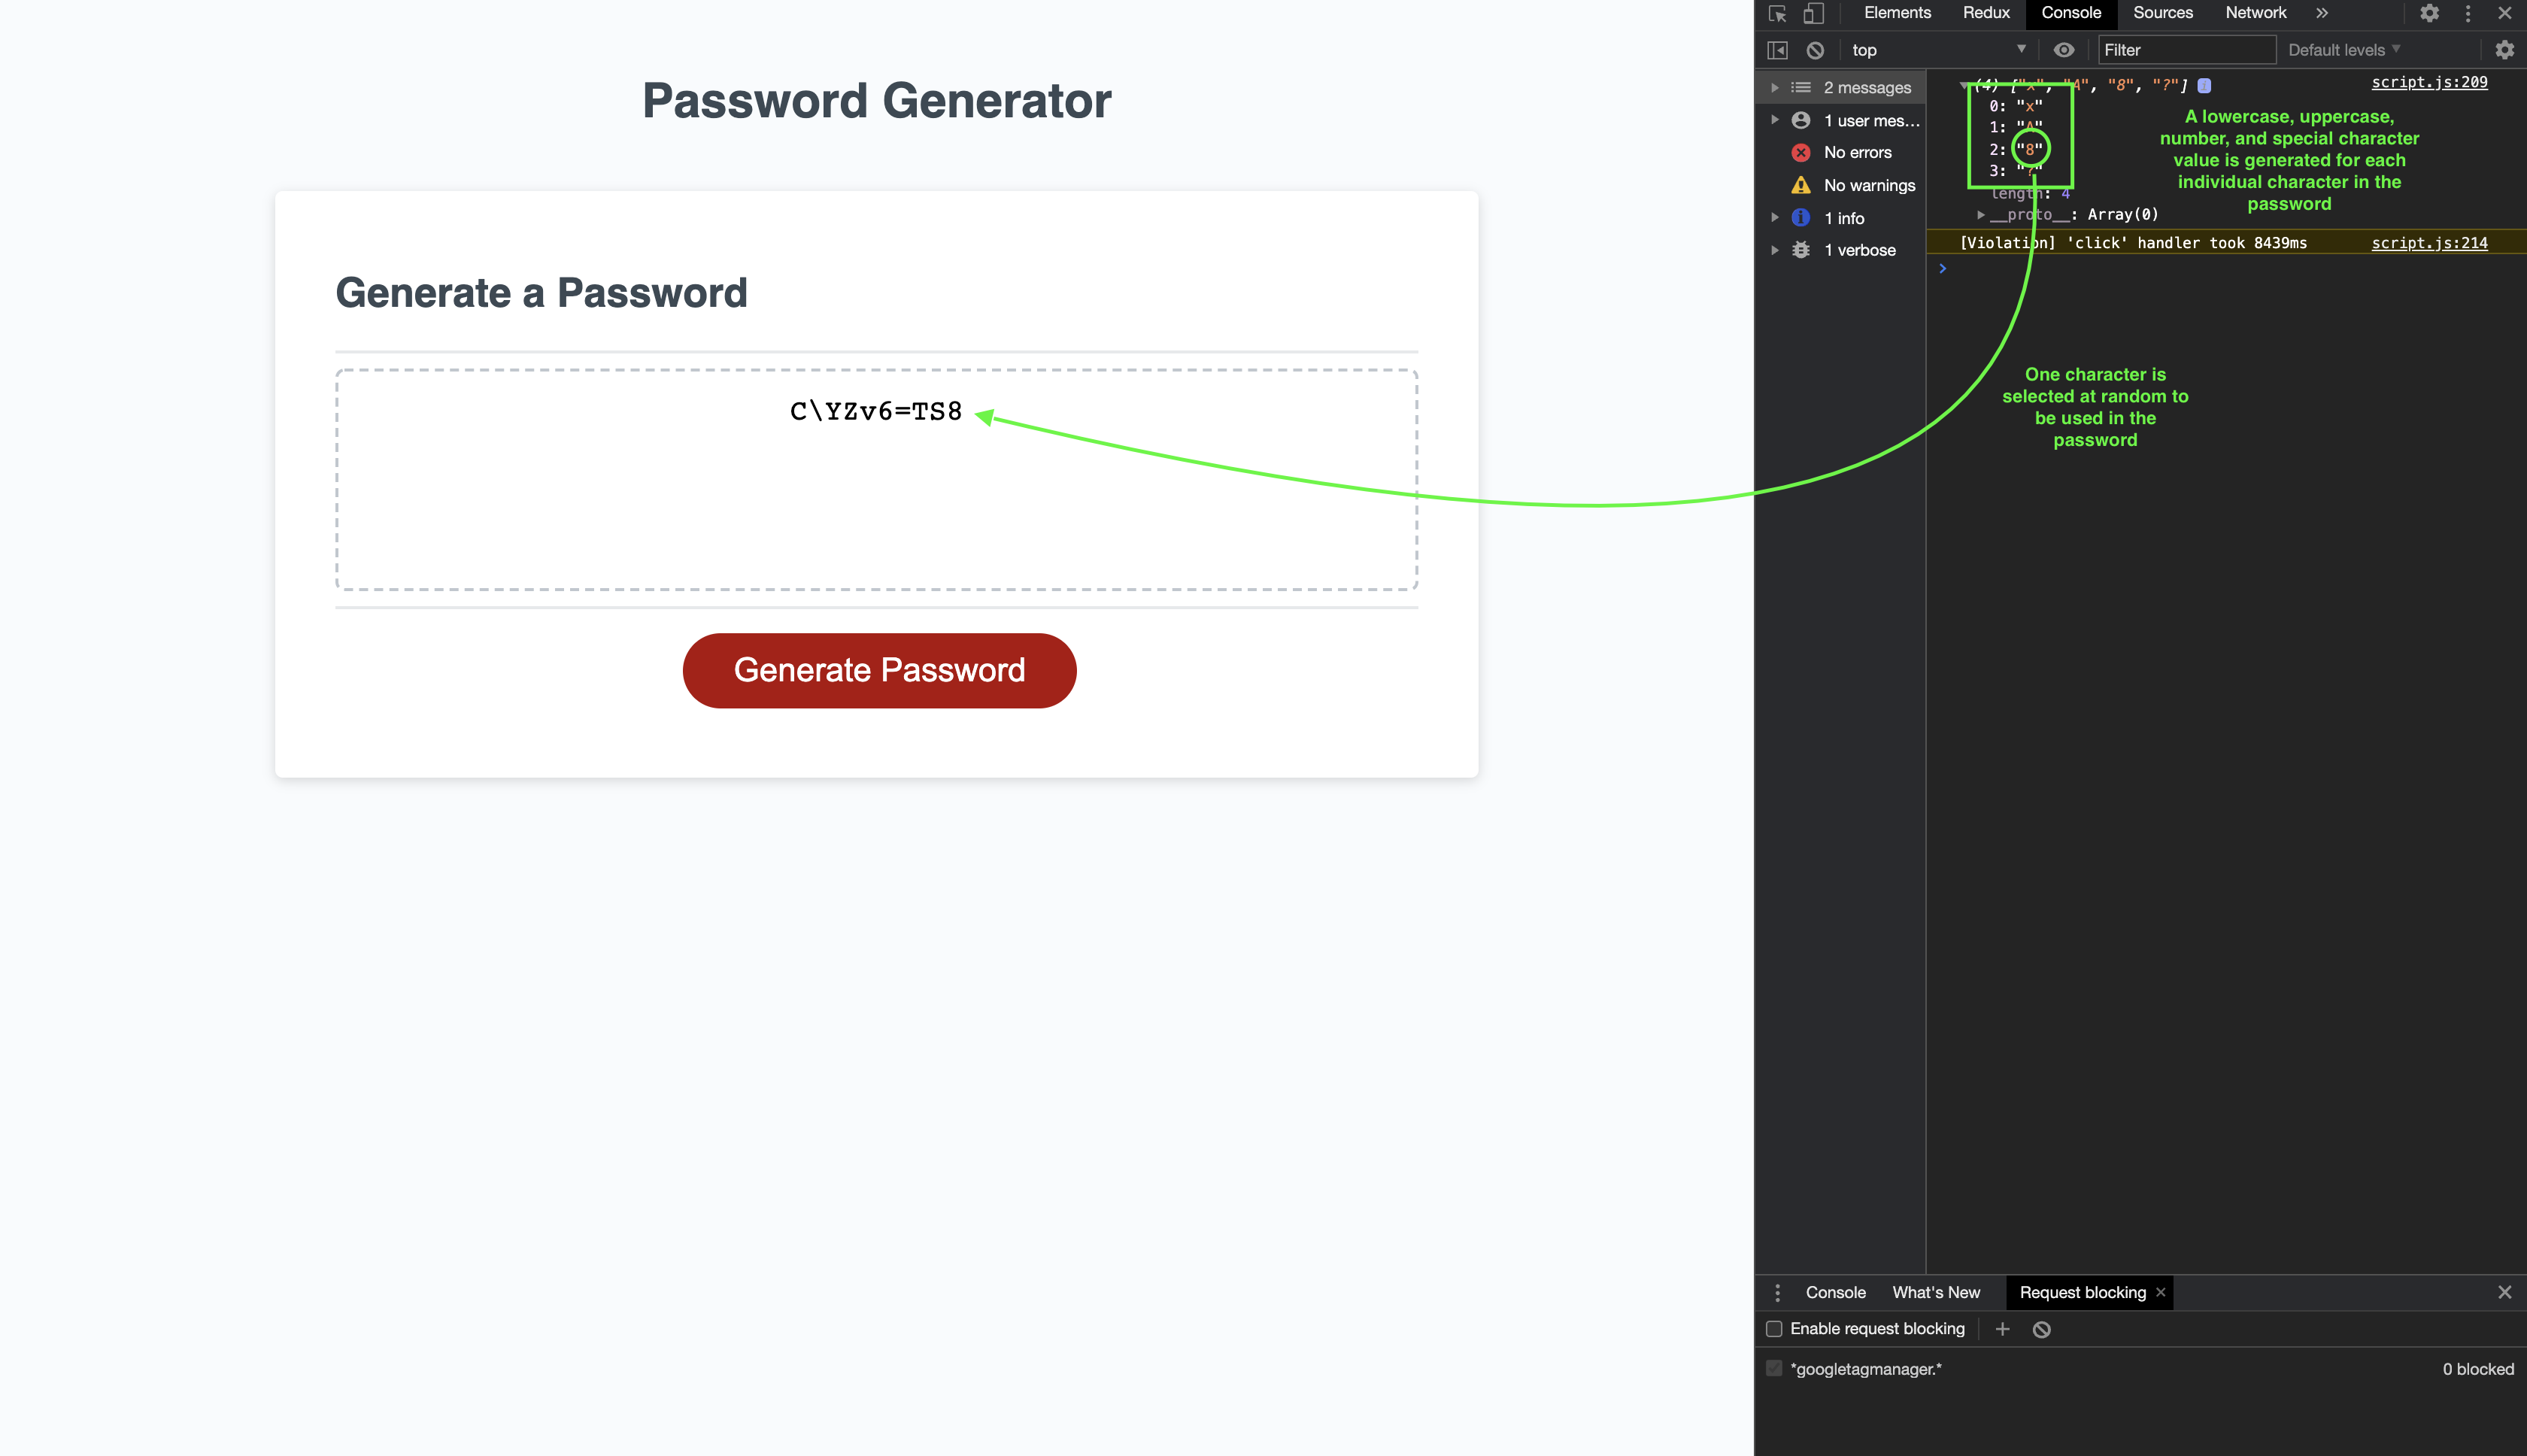 Password Generator
Generate a Password
C\YZv6=TS8
Generate Password
Elements Redux Console Sources Network »
top Filter Default levels
2 messages
1 user mes...
No errors
No warnings
1 info
1 verbose
(4) ["x", "A", "8", "?"] script.js:209
0: "x"
1: "A"
2: "8"
3: "?"
length: 4
__proto__: Array(0)
[Violation] 'click' handler took 8439ms script.js:214
>
A lowercase, uppercase,
number, and special character
value is generated for each
individual character in the
password
One character is
selected at random to
be used in the
password
Console What's New Request blocking ×
Enable request blocking
*googletagmanager.* 0 blocked